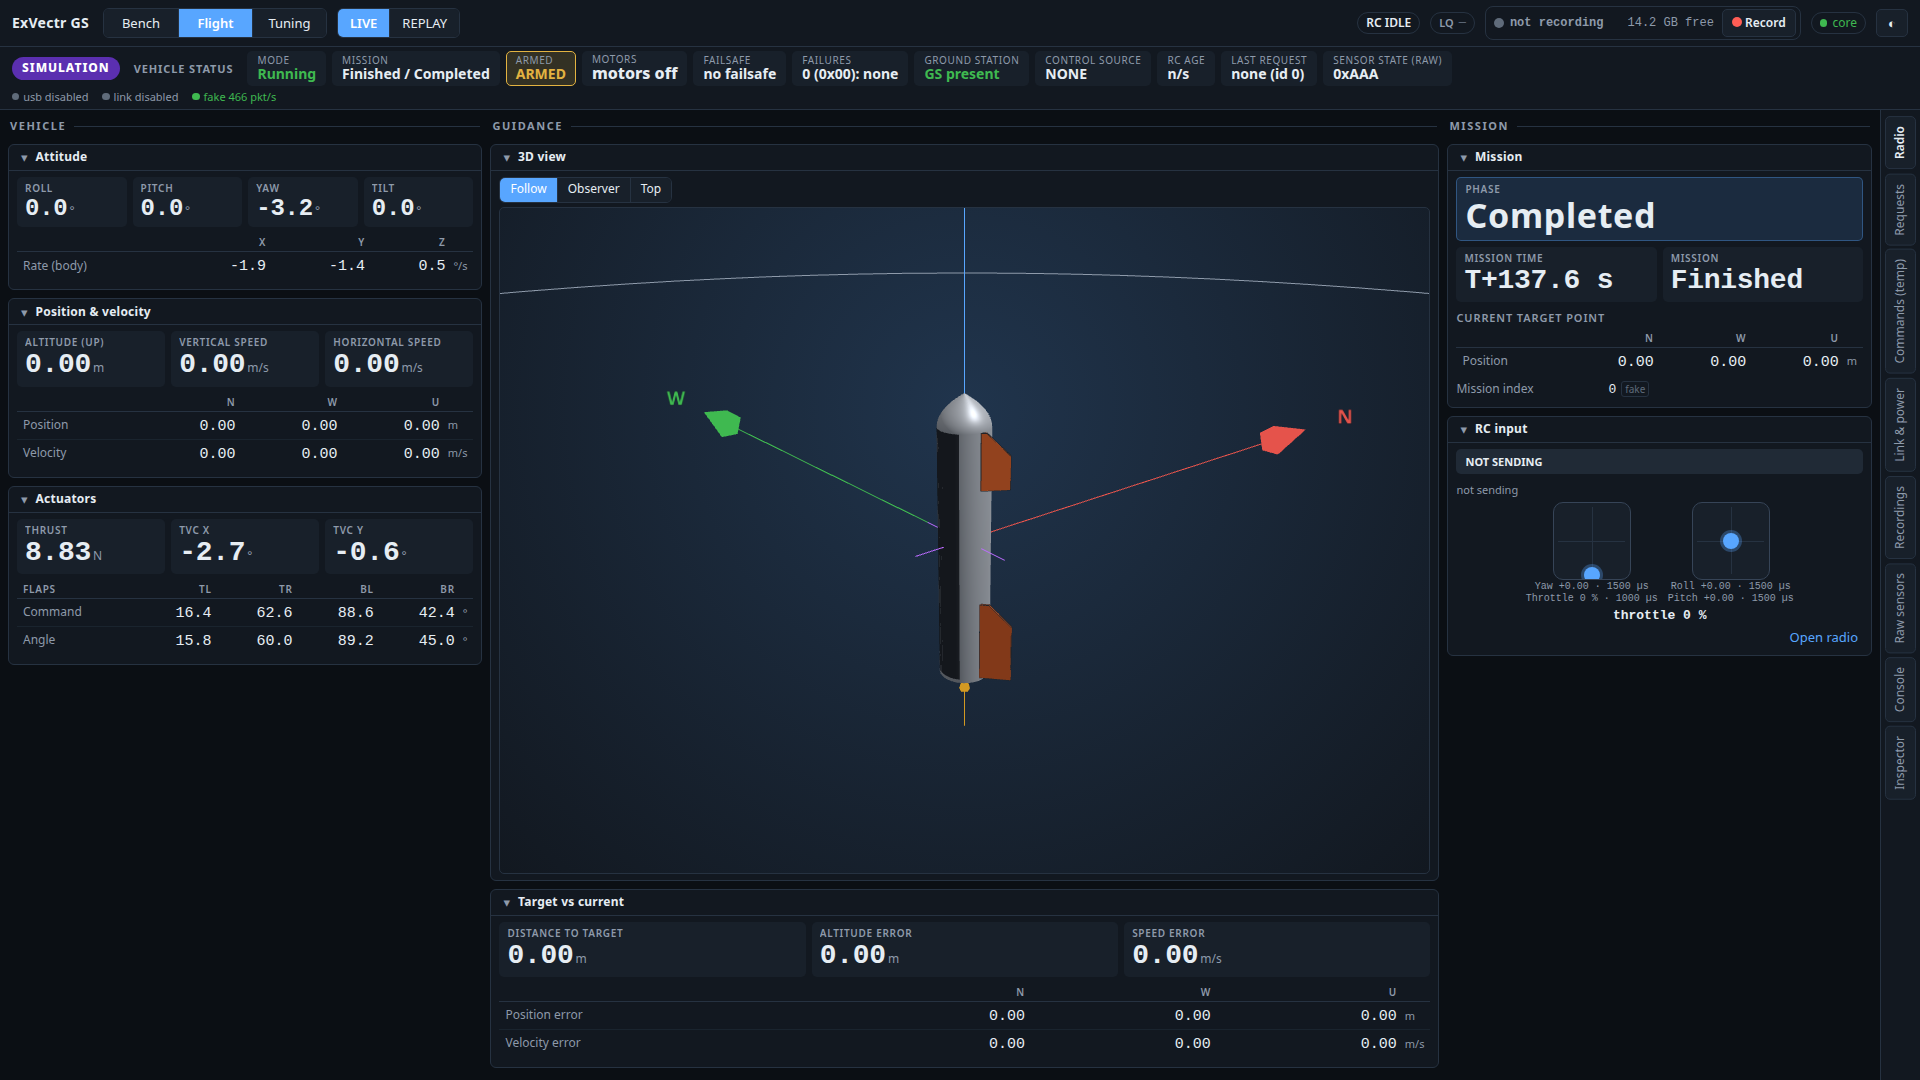 ExVectr GS Bench Flight Tuning LIVE REPLAY RC IDLE LQ — not recording 14.2 GB free Record core
SIMULATION VEHICLE STATUS
MODE
Running
MISSION
Finished / Completed
ARMED
ARMED
MOTORS
motors off
FAILSAFE
no failsafe
FAILURES
0 (0x00): none
GROUND STATION
GS present
CONTROL SOURCE
NONE
RC AGE
n/s
LAST REQUEST
none (id 0)
SENSOR STATE (RAW)
0xAAA
usb disabled link disabled fake 466 pkt/s
VEHICLE
Attitude
ROLL
0.0°
PITCH
0.0°
YAW
-3.2°
TILT
0.0°
X Y Z
Rate (body) -1.9 -1.4 0.5 °/s
Position & velocity
ALTITUDE (UP)
0.00 m
VERTICAL SPEED
0.00 m/s
HORIZONTAL SPEED
0.00 m/s
N W U
Position 0.00 0.00 0.00 m
Velocity 0.00 0.00 0.00 m/s
Actuators
THRUST
8.83 N
TVC X
-2.7°
TVC Y
-0.6°
FLAPS TL TR BL BR
Command 16.4 62.6 88.6 42.4 °
Angle 15.8 60.0 89.2 45.0 °
GUIDANCE
3D view
Follow Observer Top
W
N
Target vs current
DISTANCE TO TARGET
0.00 m
ALTITUDE ERROR
0.00 m
SPEED ERROR
0.00 m/s
N W U
Position error 0.00 0.00 0.00 m
Velocity error 0.00 0.00 0.00 m/s
MISSION
Mission
PHASE
Completed
MISSION TIME
T+137.6 s
MISSION
Finished
CURRENT TARGET POINT
N W U
Position 0.00 0.00 0.00 m
Mission index 0 fake
RC input
NOT SENDING
not sending
Yaw +0.00 · 1500 µs
Throttle 0 % · 1000 µs
Roll +0.00 · 1500 µs
Pitch +0.00 · 1500 µs
throttle 0 %
Open radio
Radio
Requests
Commands (temp)
Link & power
Recordings
Raw sensors
Console
Inspector